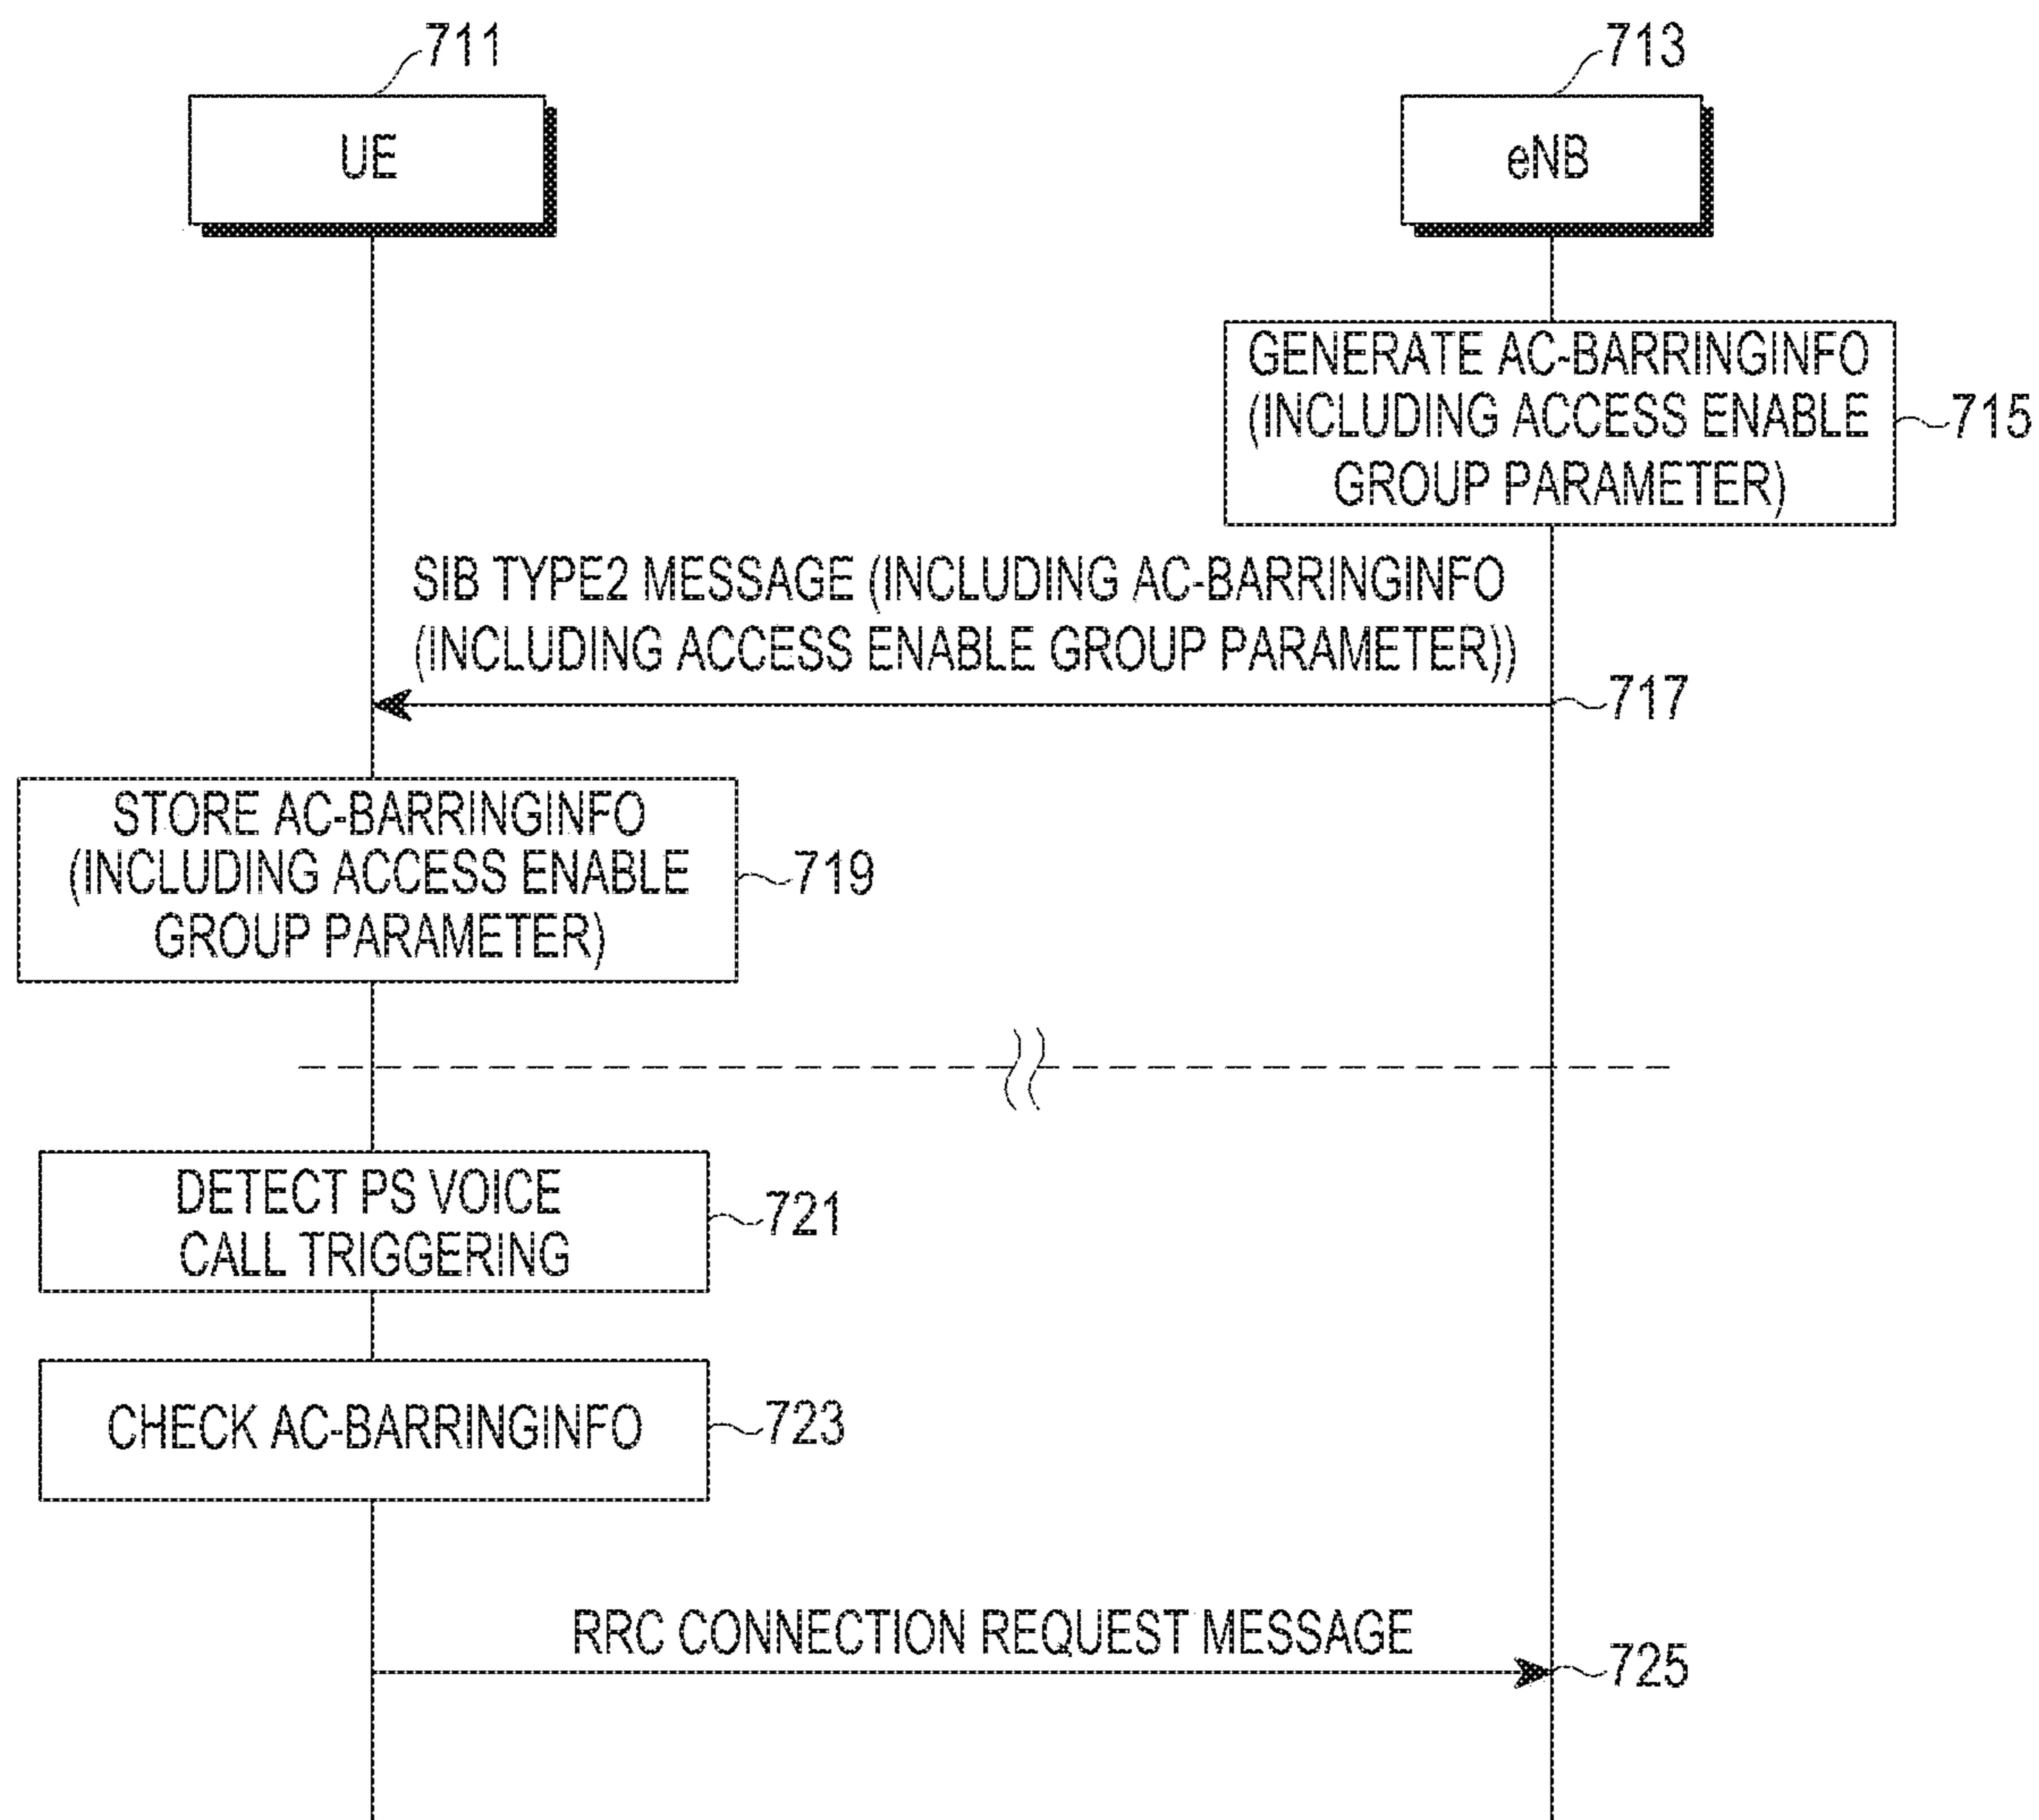 711
713
UE
eNB
GENERATE AC-BARRINGINFO
(INCLUDING ACCESS ENABLE
GROUP PARAMETER)
715
SIB TYPE2 MESSAGE (INCLUDING AC-BARRINGINFO
(INCLUDING ACCESS ENABLE GROUP PARAMETER))
717
STORE AC-BARRINGINFO
(INCLUDING ACCESS ENABLE
GROUP PARAMETER)
719
DETECT PS VOICE
CALL TRIGGERING
721
CHECK AC-BARRINGINFO
723
RRC CONNECTION REQUEST MESSAGE
725